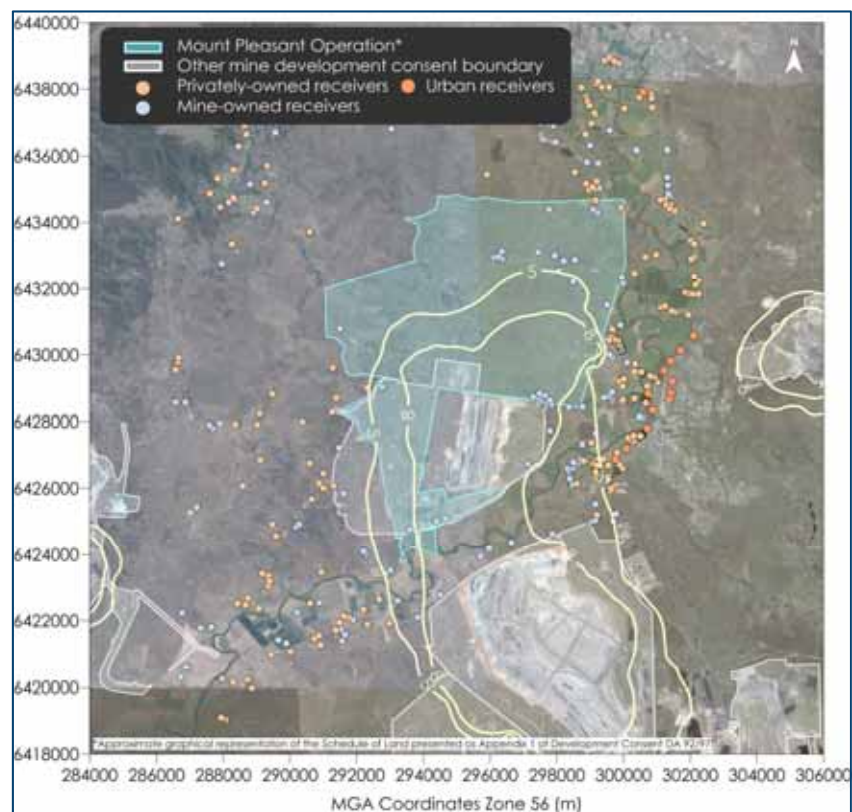 6440000
Mount Pleasant Operation*
Other mine development consent boundary
Privately-owned receivers Urban receivers
Mine-owned receivers
N
6438000
6436000
6434000
6432000
5
6430000
6428000
6426000
6424000
6422000
6420000
*Approximate graphical representation of the Schedule of Land presented as Appendix 1 of Development Consent DA 92/97
6418000
284000 286000 288000 290000 292000 294000 296000 298000 300000 302000 304000 306000
MGA Coordinates Zone 56 (m)